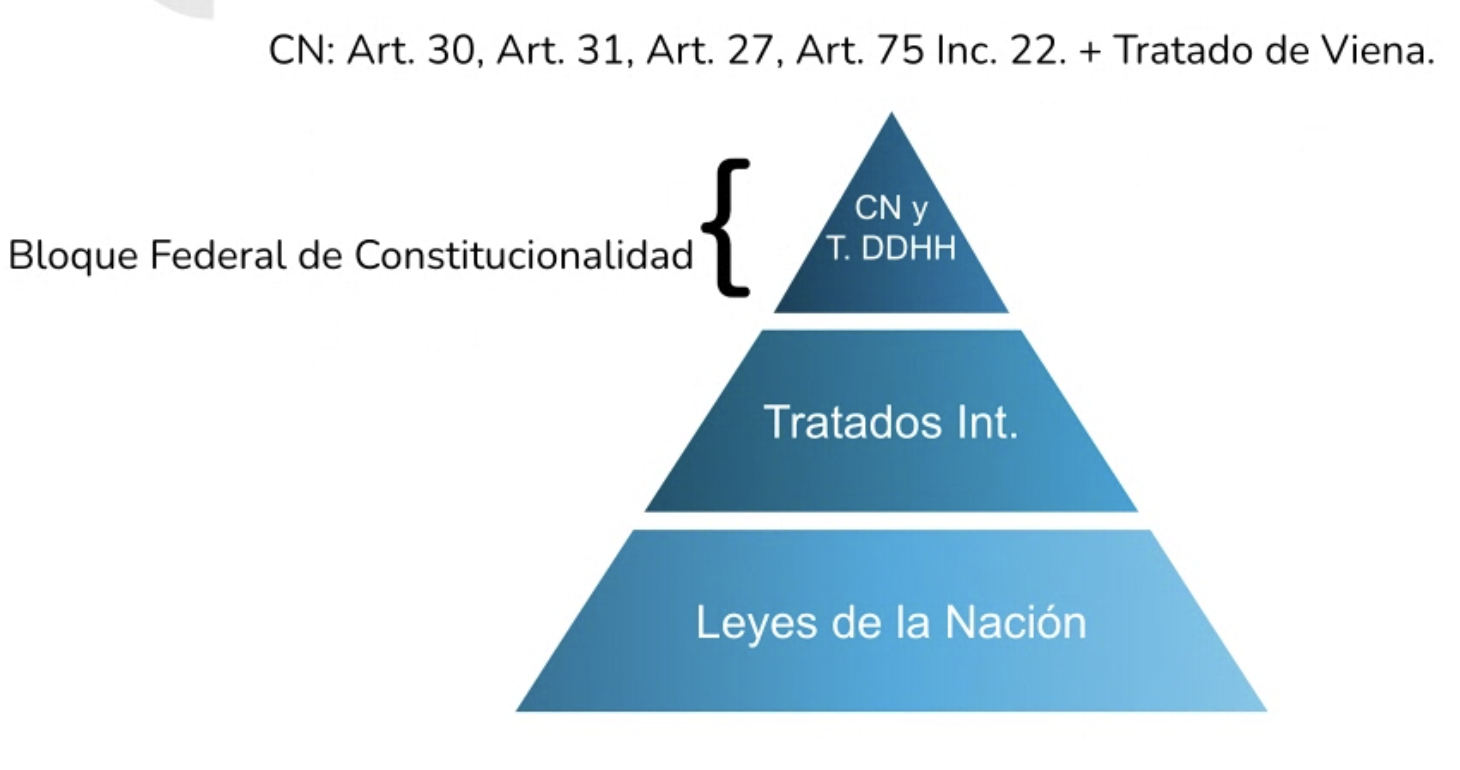 CN: Art. 30, Art. 31, Art. 27, Art. 75 Inc. 22. + Tratado de Viena.
Bloque Federal de Constitucionalidad
CN y
T. DDHH
Tratados Int.
Leyes de la Nación